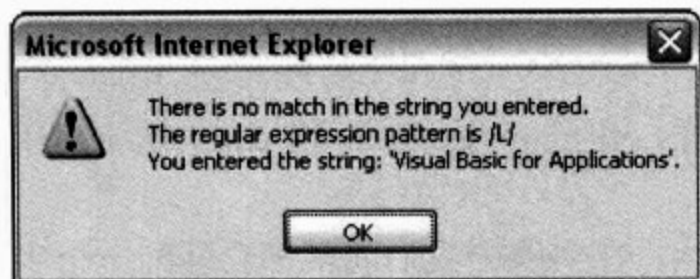 Microsoft Internet Explorer
There is no match in the string you entered.
The regular expression pattern is /L/
You entered the string: 'Visual Basic for Applications'.
OK